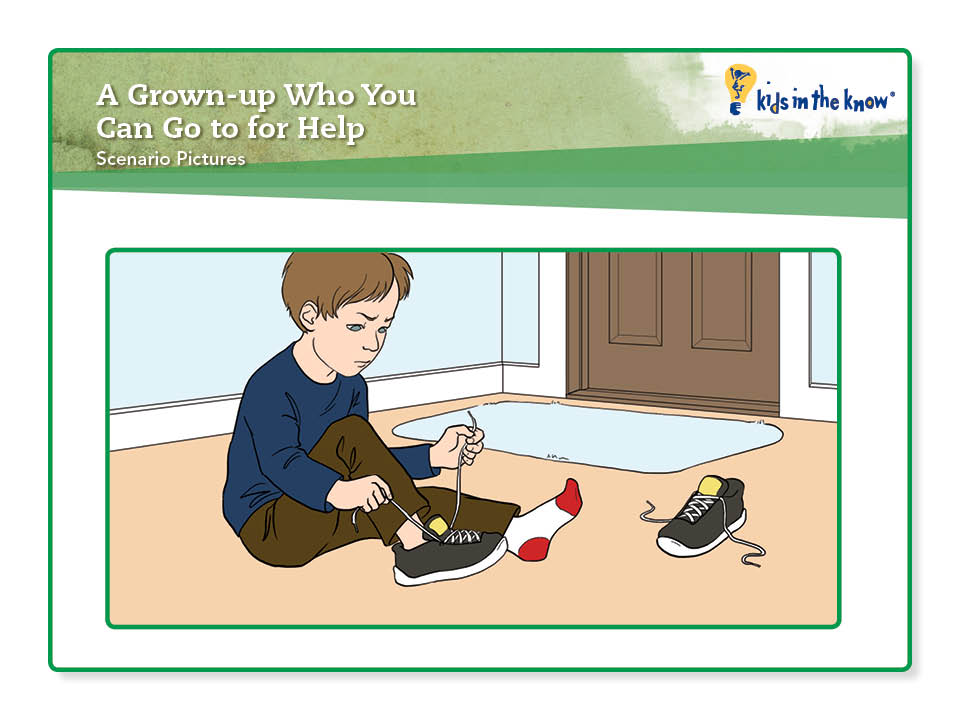 A Grown-up Who You
Can Go to for Help
Scenario Pictures
kids in the know®